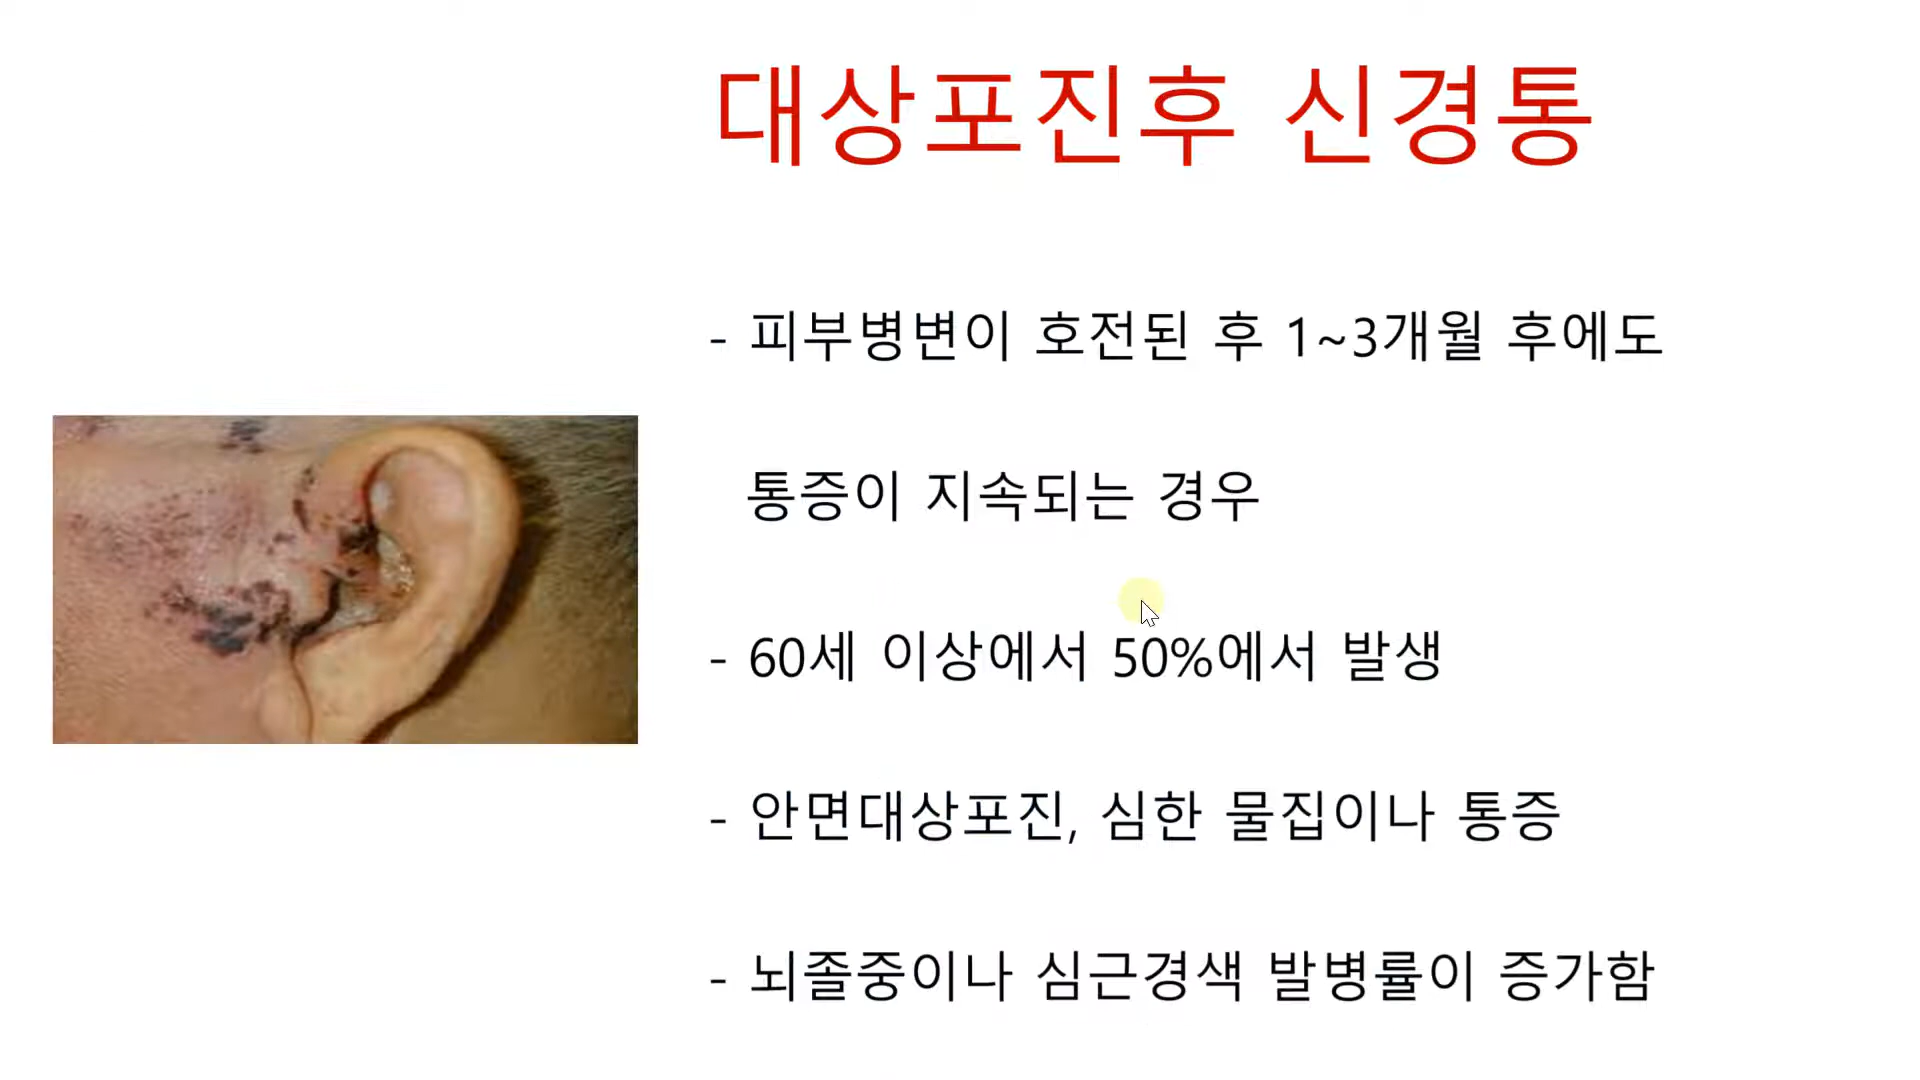 대상포진후 신경통
- 피부병변이 호전된 후 1~3개월 후에도
통증이 지속되는 경우
- 60세 이상에서 50%에서 발생
- 안면대상포진, 심한 물집이나 통증
- 뇌졸중이나 심근경색 발병률이 증가함